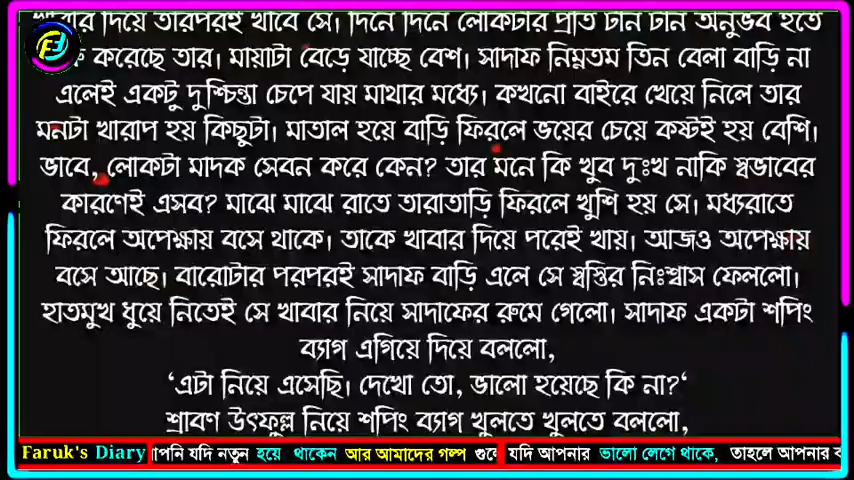 দিয়ে তারপরই খাবে সে। দিনে দিনে লোকটার প্রতি টান টান অনুভব হতে
করেছে তার। মায়াটা বেড়ে যাচ্ছে বেশ। সাদাফ নিম্নতম তিন বেলা বাড়ি না
এলেই একটু দুশ্চিন্তা চেপে যায় মাথার মধ্যে। কখনো বাইরে খেয়ে নিলে তার
মনটা খারাপ হয় কিছুটা। মাতাল হয়ে বাড়ি ফিরলে ভয়ের চেয়ে কষ্টই হয় বেশি।
ভাবে, লোকটা মাদক সেবন করে কেন? তার মনে কি খুব দুঃখ নাকি স্বভাবের
কারণেই এসব? মাঝে মাঝে রাতে তারাতাড়ি ফিরলে খুশি হয় সে। মধ্যরাতে
ফিরলে অপেক্ষায় বসে থাকে। তাকে খাবার দিয়ে পরেই খায়। আজও অপেক্ষায়
বসে আছে। বারোটার পরপরই সাদাফ বাড়ি এলে সে স্বস্তির নিঃশ্বাস ফেললো।
হাতমুখ ধুয়ে নিতেই সে খাবার নিয়ে সাদাফের রুমে গেলো। সাদাফ একটা শপিং
ব্যাগ এগিয়ে দিয়ে বললো,
‘এটা নিয়ে এসেছি। দেখো তো, ভালো হয়েছে কি না?‘
শ্রাবণ উৎফুল্ল নিয়ে শপিং ব্যাগ খুলতে খুলতে বললো,
Faruk's Diary পনি যদি নতুন হয়ে থাকেন আর আমাদের গল্প যদি আপনার ভালো লেগে থাকে, তাহলে আপনার